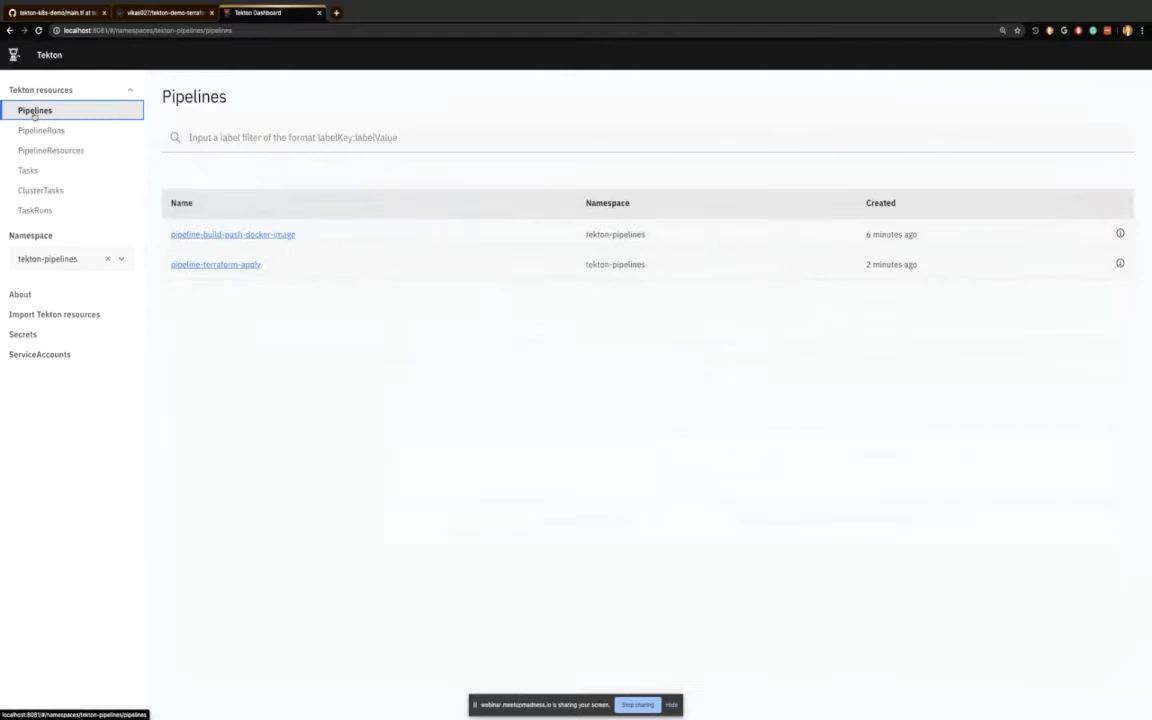 tekton-k8s-demo/main.tf at te
vikas027/tekton-demo-terraf
Tekton Dashboard
localhost:8081/#/namespaces/tekton-pipelines/pipelines
Tekton
Tekton resources
Pipelines
PipelineRuns
PipelineResources
Tasks
ClusterTasks
TaskRuns
Namespace
tekton-pipelines
About
Import Tekton resources
Secrets
ServiceAccounts
Pipelines
Input a label filter of the format labelKey:labelValue
Name Namespace Created
pipeline-build-push-docker-image tekton-pipelines 6 minutes ago
pipeline-terraform-apply tekton-pipelines 2 minutes ago
webinar.meetupmadness.io is sharing your screen. Stop sharing Hide
localhost:8081/#/namespaces/tekton-pipelines/pipelines